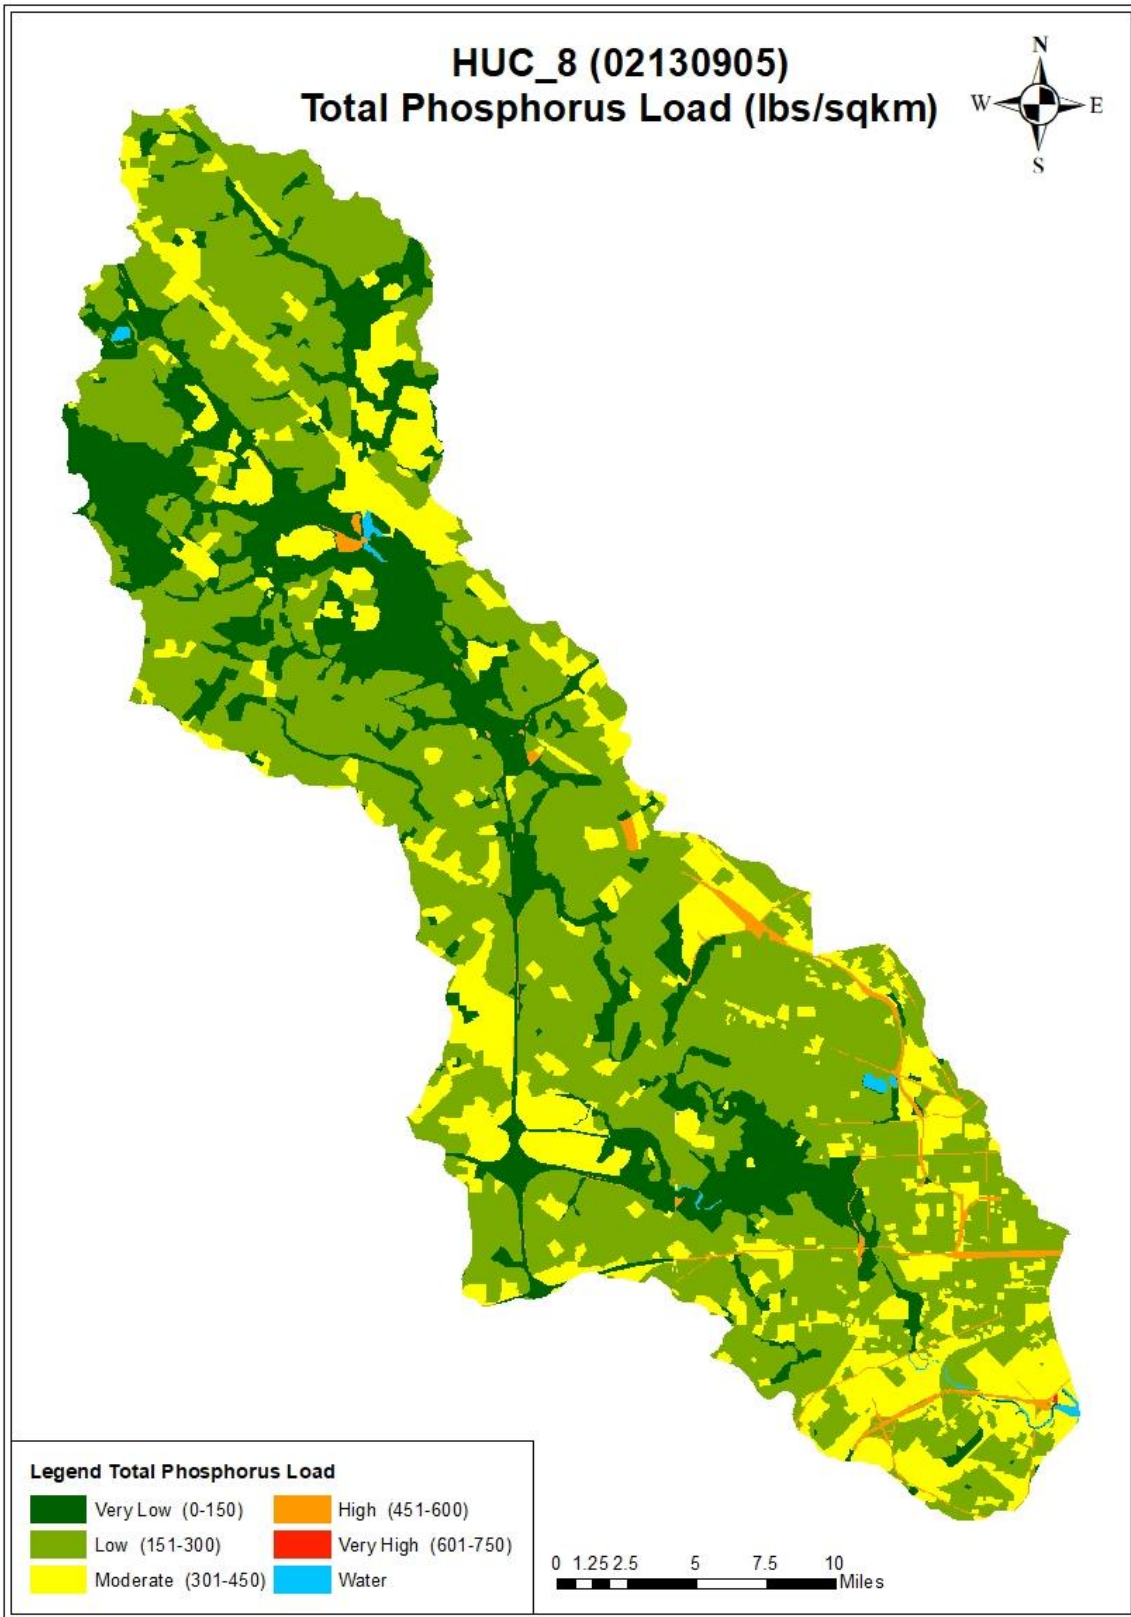 HUC_8 (02130905)
Total Phosphorus Load (lbs/sqkm)
N
W E
S
Legend Total Phosphorus Load
Very Low (0-150)
Low (151-300)
Moderate (301-450)
High (451-600)
Very High (601-750)
Water
0 1.25 2.5 5 7.5 10
Miles